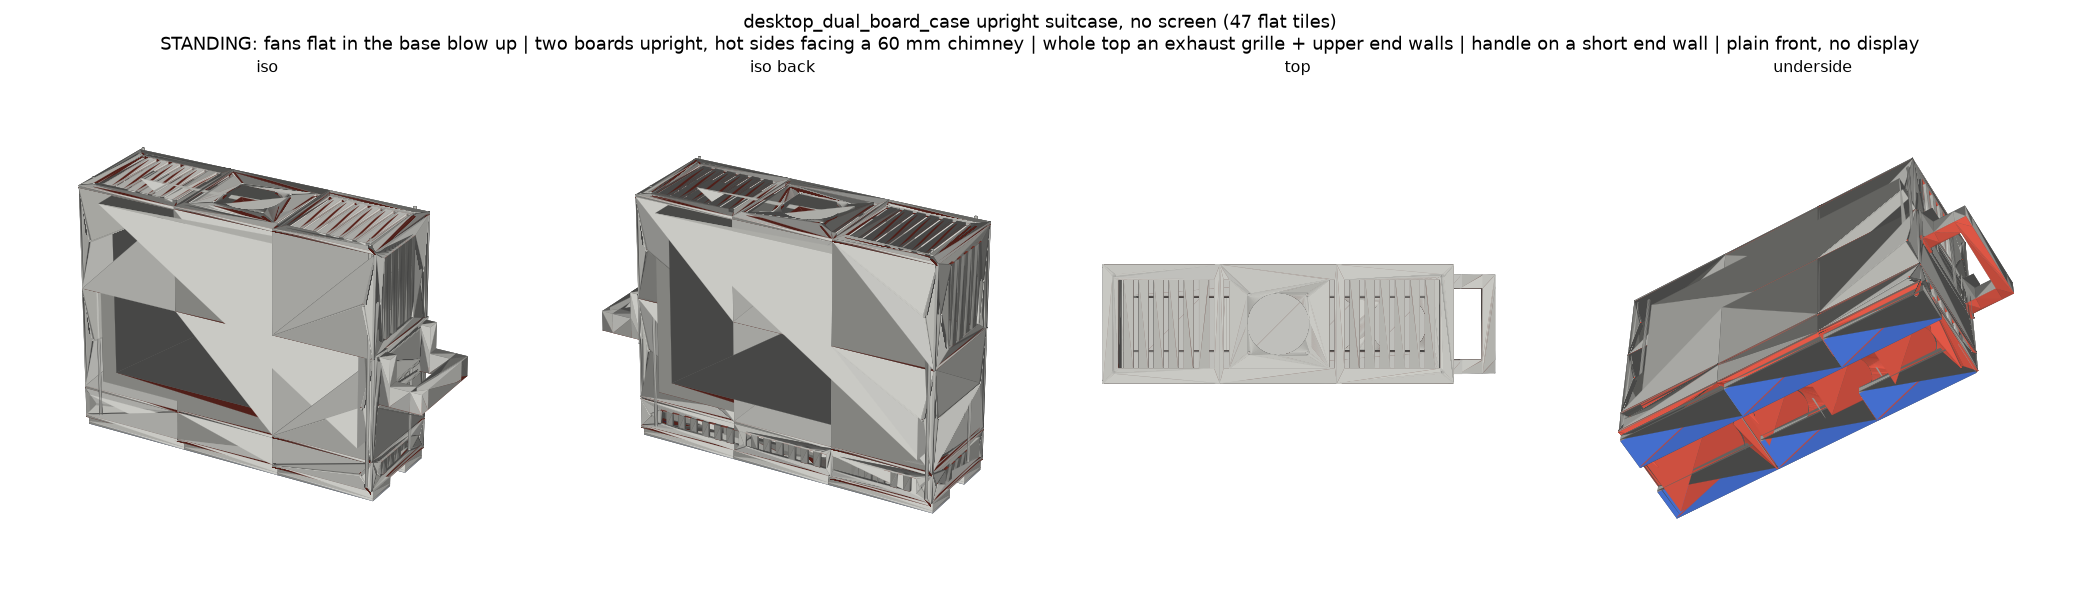 desktop_dual_board_case upright suitcase, no screen (47 flat tiles)
STANDING: fans flat in the base blow up | two boards upright, hot sides facing a 60 mm chimney | whole top an exhaust grille + upper end walls | handle on a short end wall | plain front, no display
iso
iso back
top
underside